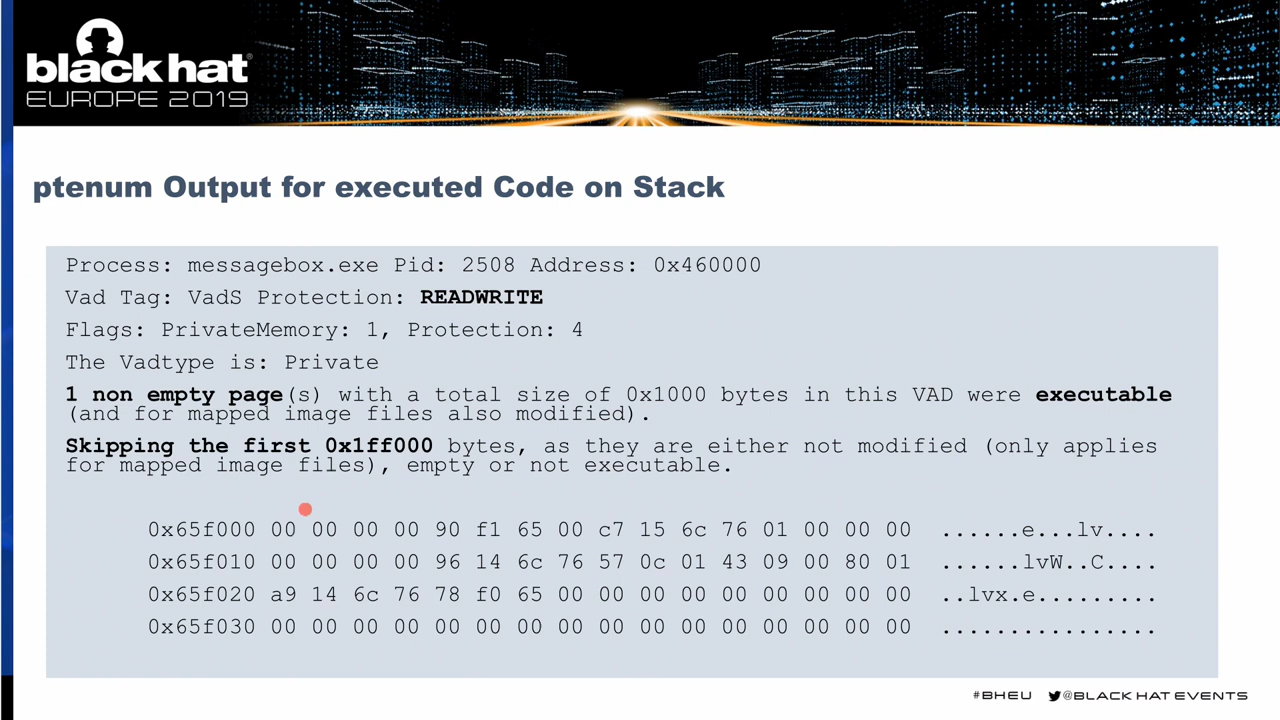 black hat
EUROPE 2019
ptenum Output for executed Code on Stack
Process: messagebox.exe Pid: 2508 Address: 0x460000
Vad Tag: VadS Protection: READWRITE
Flags: PrivateMemory: 1, Protection: 4
The Vadtype is: Private
1 non empty page(s) with a total size of 0x1000 bytes in this VAD were executable
(and for mapped image files also modified).
Skipping the first 0x1ff000 bytes, as they are either not modified (only applies
for mapped image files), empty or not executable.
0x65f000 00 00 00 00 90 f1 65 00 c7 15 6c 76 01 00 00 00 ......e...lv....
0x65f010 00 00 00 00 96 14 6c 76 57 0c 01 43 09 00 80 01 ......lvW..C....
0x65f020 a9 14 6c 76 78 f0 65 00 00 00 00 00 00 00 00 00 ..lvx.e.........
0x65f030 00 00 00 00 00 00 00 00 00 00 00 00 00 00 00 00 ................
#BHEU @BLACK HAT EVENTS